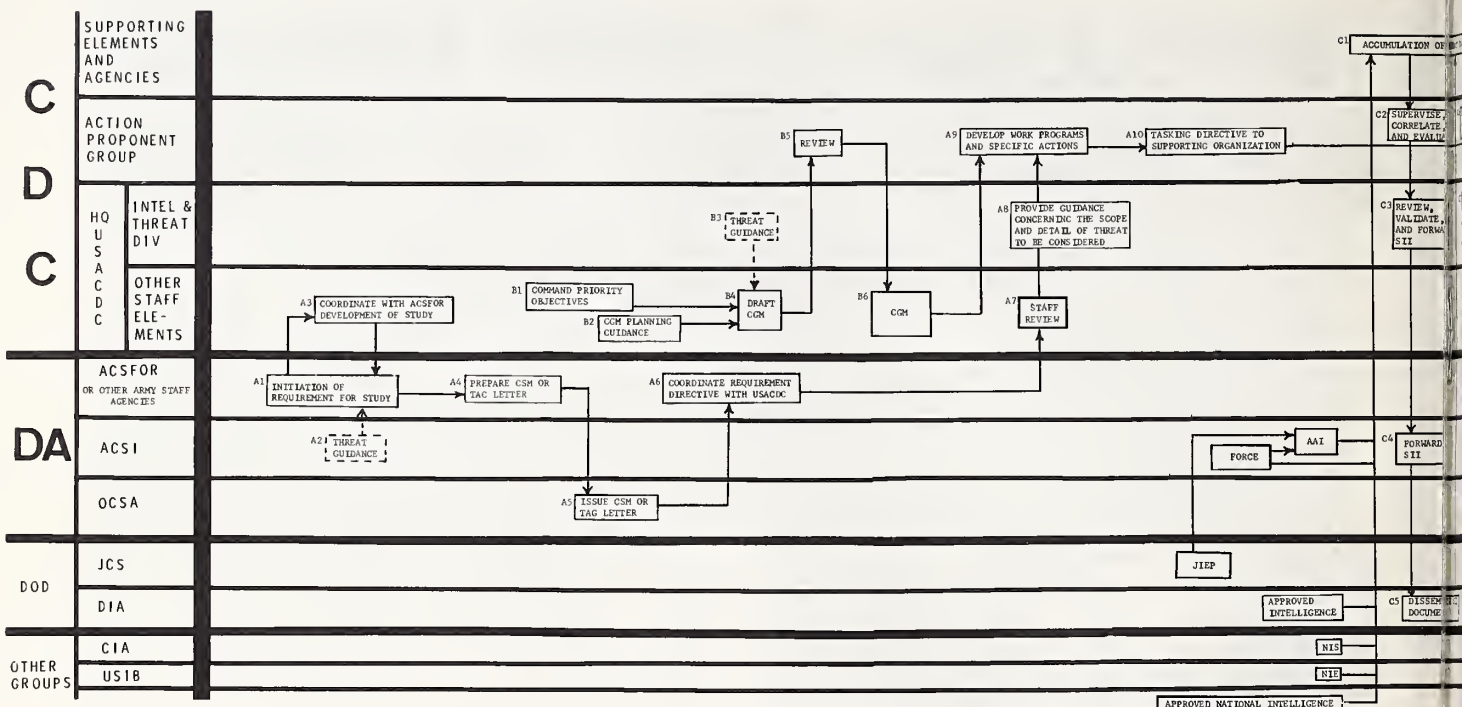 SUPPORTING
ELEMENTS
AND
AGENCIES
C1 ACCUMULATION OF
C
ACTION
PROPONENT
GROUP
B5 REVIEW
A9 DEVELOP WORK PROGRAMS
AND SPECIFIC ACTIONS
A10 TASKING DIRECTIVE TO
SUPPORTING ORGANIZATION
C2 SUPERVISE,
CORRELATE,
AND
D
HQ
USACDC
INTEL &
THREAT
DIV
B3 THREAT
GUIDANCE
A8 PROVIDE GUIDANCE
CONCERNING THE SCOPE
AND DETAIL OF THREAT
TO BE CONSIDERED
C3 REVIEW,
VALIDATE,
AND
SII
C
OTHER
STAFF
ELE-
MENTS
A3 COORDINATE WITH ACSFOR
DEVELOPMENT OF STUDY
B1 COMMAND PRIORITY
OBJECTIVES
B2 CGM PLANNING
GUIDANCE
B4 DRAFT
CGM
B6 CGM
A7 STAFF
REVIEW
ACSFOR
OR OTHER ARMY STAFF
AGENCIES
A1 INITIATION OF
REQUIREMENT FOR STUDY
A4 PREPARE CSM OR
TAG LETTER
A6 COORDINATE REQUIREMENT
DIRECTIVE WITH USACDC
DA
ACSI
A2 THREAT
GUIDANCE
FORCE
AAI
C4 FORWARD
SII
OCSA
A5 ISSUE CSM OR
TAG LETTER
DOD
JCS
JIEP
DIA
APPROVED
INTELLIGENCE
C5
OTHER
GROUPS
CIA
NIS
USIB
NIE
APPROVED NATIONAL INTELLIGENCE